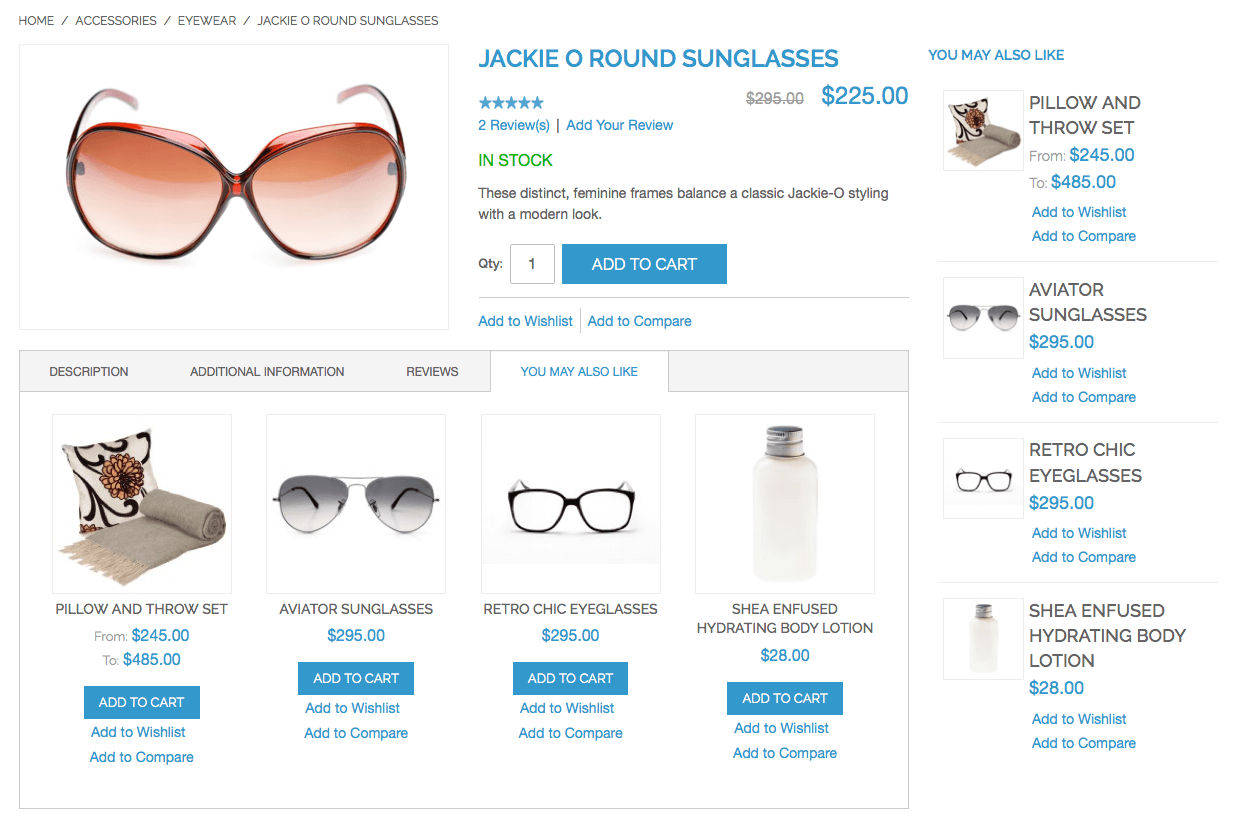 HOME / ACCESSORIES / EYEWEAR / JACKIE O ROUND SUNGLASSES
JACKIE O ROUND SUNGLASSES
$295.00 $225.00
2 Review(s) | Add Your Review
IN STOCK
These distinct, feminine frames balance a classic Jackie-O styling
with a modern look.
Qty: 1 ADD TO CART
Add to Wishlist Add to Compare
DESCRIPTION ADDITIONAL INFORMATION REVIEWS YOU MAY ALSO LIKE
PILLOW AND THROW SET
From: $245.00
To: $485.00
ADD TO CART
Add to Wishlist
Add to Compare
AVIATOR SUNGLASSES
$295.00
ADD TO CART
Add to Wishlist
Add to Compare
RETRO CHIC EYEGLASSES
$295.00
ADD TO CART
Add to Wishlist
Add to Compare
SHEA ENFUSED
HYDRATING BODY LOTION
$28.00
ADD TO CART
Add to Wishlist
Add to Compare
YOU MAY ALSO LIKE
PILLOW AND
THROW SET
From: $245.00
To: $485.00
Add to Wishlist
Add to Compare
AVIATOR
SUNGLASSES
$295.00
Add to Wishlist
Add to Compare
RETRO CHIC
EYEGLASSES
$295.00
Add to Wishlist
Add to Compare
SHEA ENFUSED
HYDRATING BODY
LOTION
$28.00
Add to Wishlist
Add to Compare